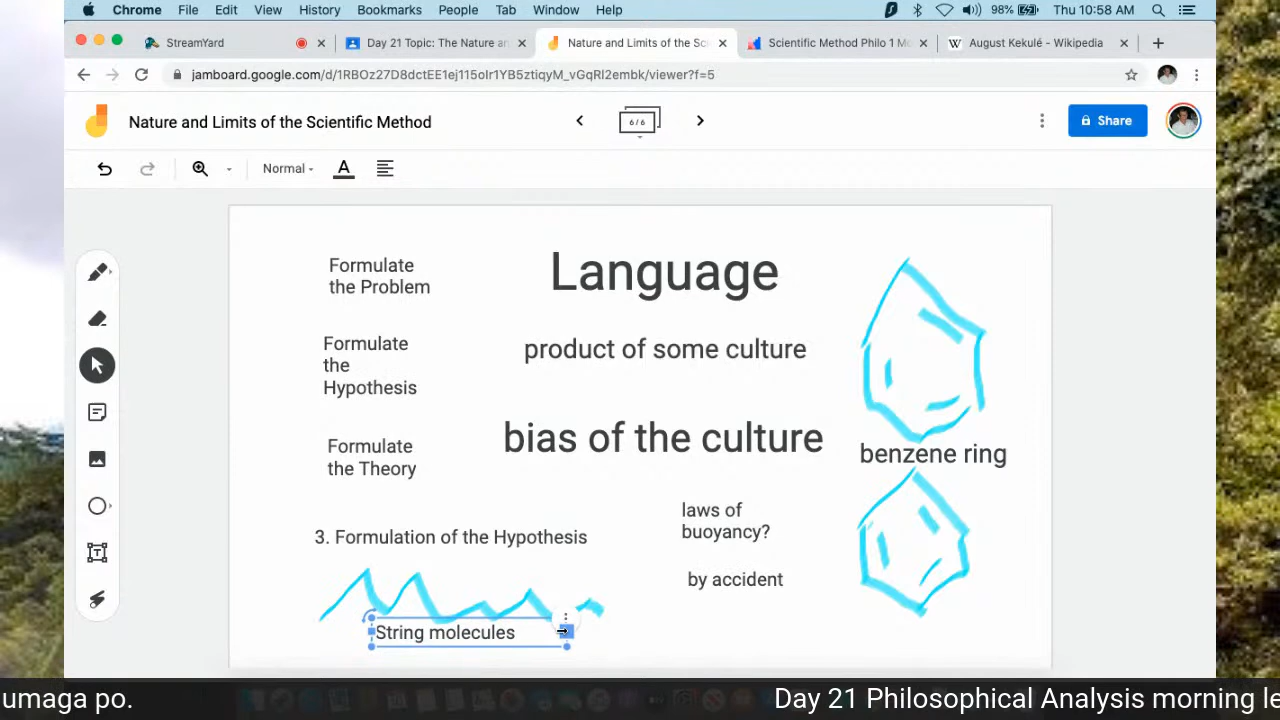 Chrome File Edit View History Bookmarks People Tab Window Help 98% Thu 10:58 AM
StreamYard
Day 21 Topic: The Nature an
Nature and Limits of the Sci
Scientific Method Philo 1 Mo
August Kekulé - Wikipedia
jamboard.google.com/d/1RBOz27D8dctEE1ej115oIr1YB5ztiqyM_vGqRl2embk/viewer?f=5
Nature and Limits of the Scientific Method
6/6
Share
Normal
A
Formulate
the Problem
Language
Formulate
the
Hypothesis
product of some culture
Formulate
the Theory
bias of the culture
benzene ring
laws of
buoyancy?
3. Formulation of the Hypothesis
by accident
String molecules
umaga po.
Day 21 Philosophical Analysis morning le